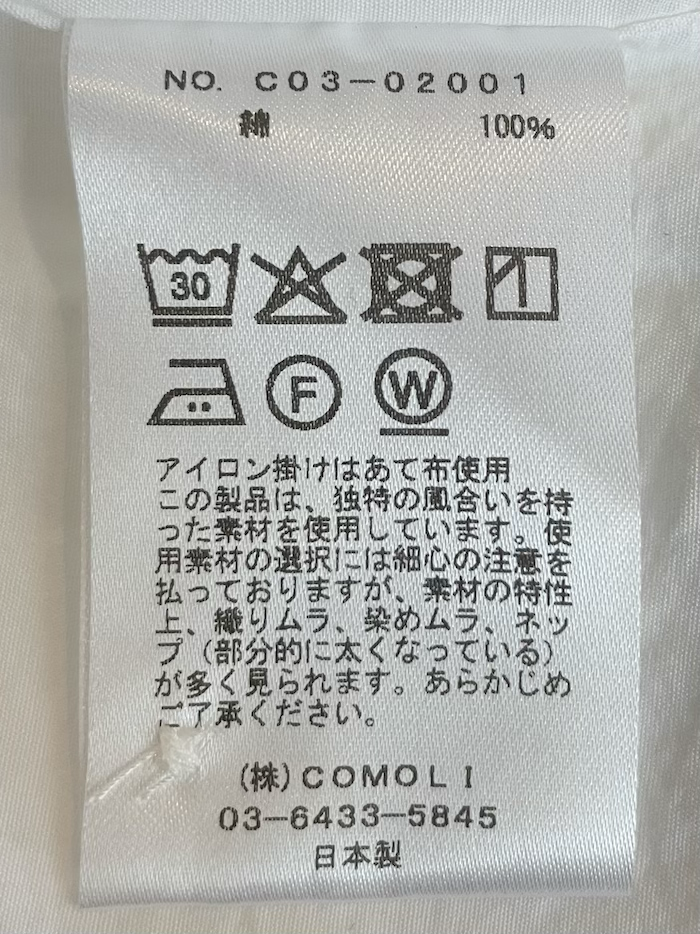 NO. C03-02001
綿 100%
30
F
W
アイロン掛けはあて布使用
この製品は、独特の風合いを持
った素材を使用しています。使
用素材の選択には細心の注意を
払っておりますが、素材の特性
上、織りムラ、染めムラ、ネッ
プ（部分的に太くなっている）
が多く見られます。あらかじめ
ご了承ください。
(株)COMOLI
03-6433-5845
日本製